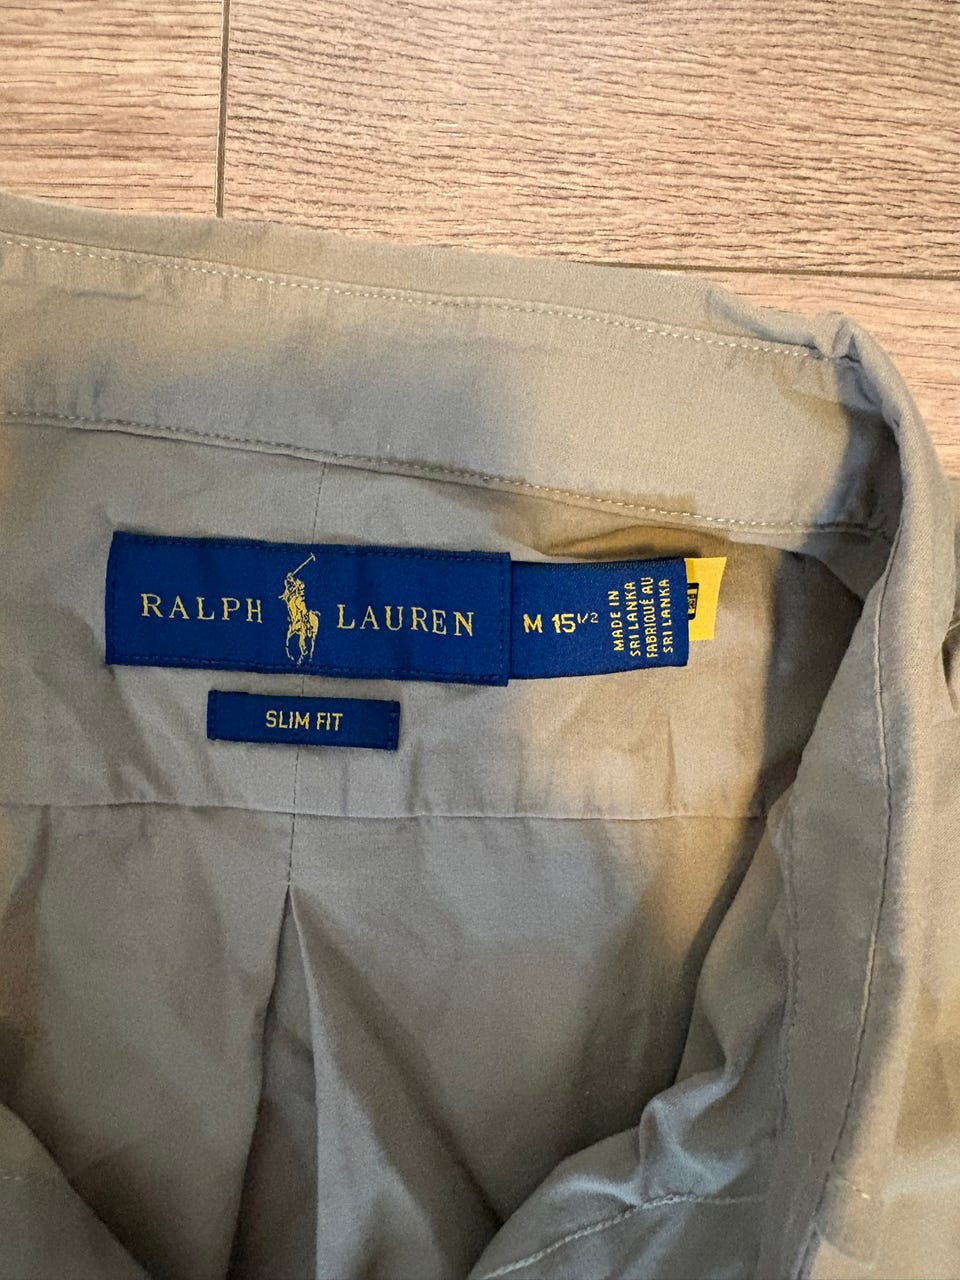 RALPH LAUREN
M 15 1/2
MADE IN
SRI LANKA
FABRIQUÉ AU
SRI LANKA
SLIM FIT